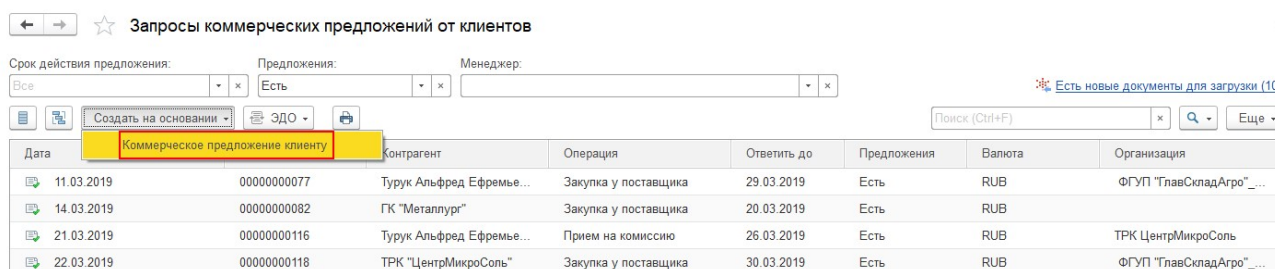 Запросы коммерческих предложений от клиентов
Срок действия предложения: Предложения: Менеджер:
Все Есть
Есть новые документы для загрузки (10
Создать на основании ЭДО Поиск (Ctrl+F) Еще
Коммерческое предложение клиенту
Дата Контрагент Операция Ответить до Предложения Валюта Организация
11.03.2019 00000000077 Турук Альфред Ефремье... Закупка у поставщика 29.03.2019 Есть RUB ФГУП "ГлавСкладАгро"_...
14.03.2019 00000000082 ГК "Металлург" Закупка у поставщика 20.03.2019 Есть RUB
21.03.2019 00000000116 Турук Альфред Ефремье... Прием на комиссию 26.03.2019 Есть RUB ТРК ЦентрМикроСоль
22.03.2019 00000000118 ТРК "ЦентрМикроСоль" Закупка у поставщика 30.03.2019 Есть RUB ФГУП "ГлавСкладАгро"_...